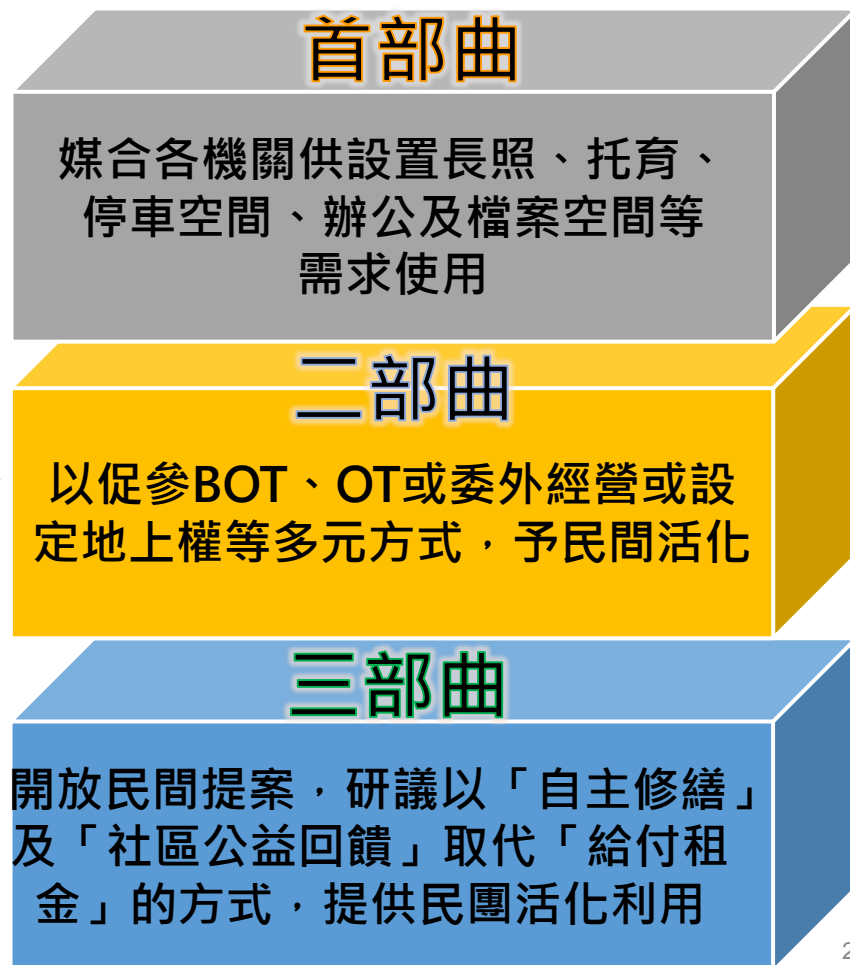 首部曲
媒合各機關供設置長照、托育、
停車空間、辦公及檔案空間等
需求使用
二部曲
以促參BOT、OT或委外經營或設
定地上權等多元方式，予民間活化
三部曲
開放民間提案，研議以「自主修繕」
及「社區公益回饋」取代「給付租
金」的方式，提供民團活化利用
2